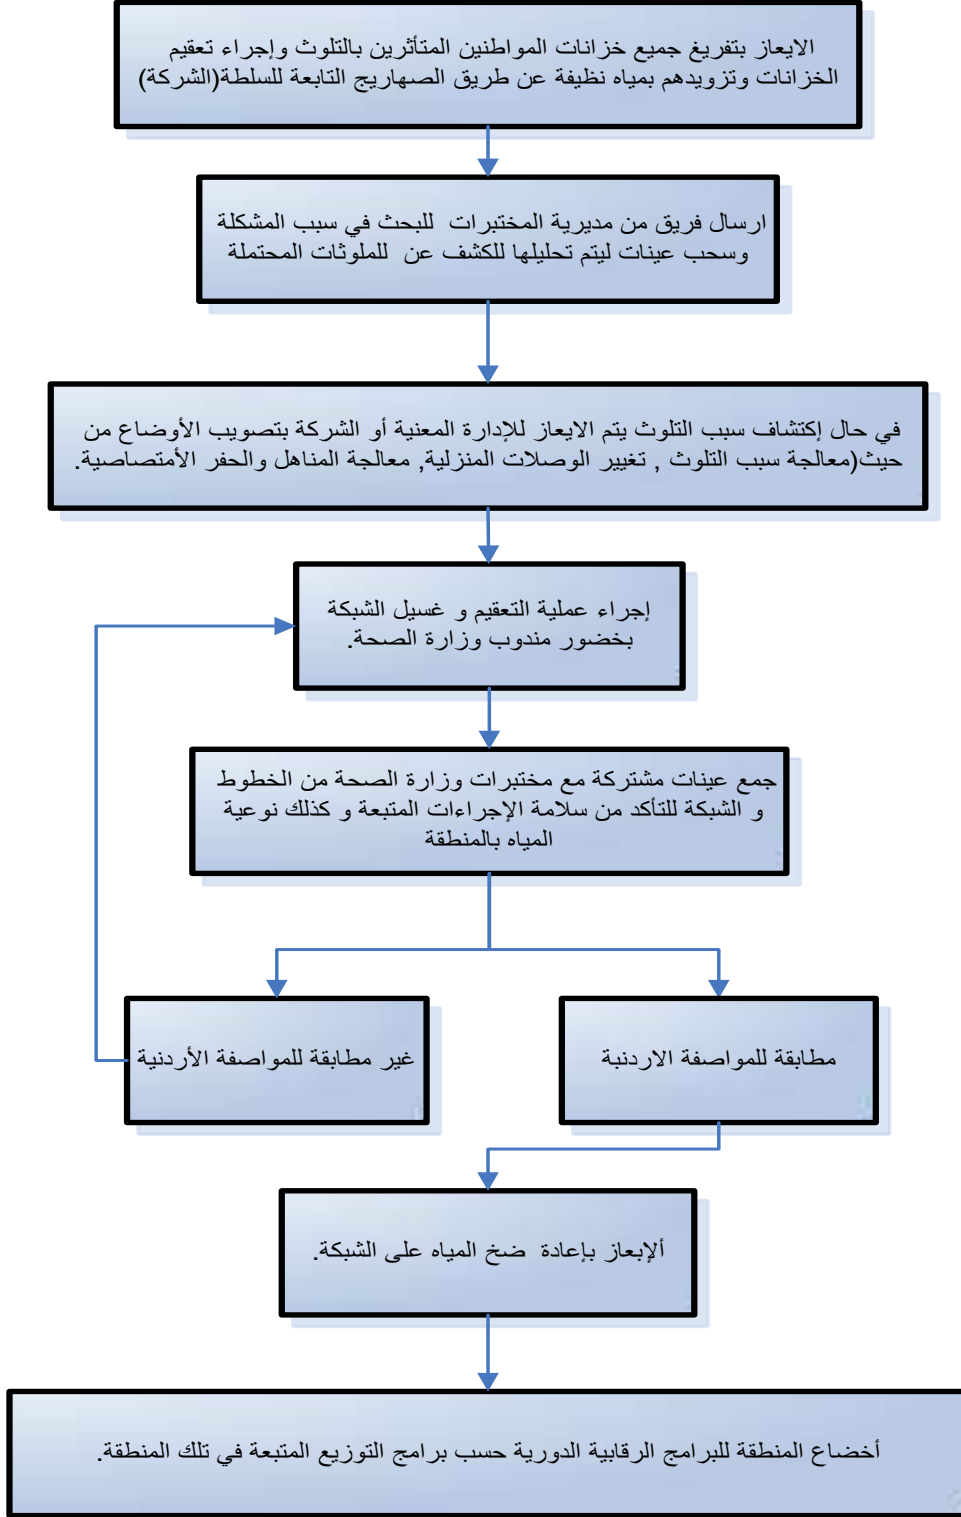 الايعاز بتفريغ جميع خزانات المواطنين المتأثرين بالتلوث وإجراء تعقيم
الخزانات وتزويدهم بمياه نظيفة عن طريق الصهاريج التابعة للسلطة(الشركة)
ارسال فريق من مديرية المختبرات للبحث في سبب المشكلة
وسحب عينات ليتم تحليلها للكشف عن للملوثات المحتملة
في حال إكتشاف سبب التلوث يتم الايعاز للإدارة المعنية أو الشركة بتصويب الأوضاع من
حيث(معالجة سبب التلوث , تغيير الوصلات المنزلية, معالجة المناهل والحفر الأمتصاصية.
إجراء عملية التعقيم و غسيل الشبكة
بخضور مندوب وزارة الصحة.
جمع عينات مشتركة مع مختبرات وزارة الصحة من الخطوط
و الشبكة للتأكد من سلامة الإجراءات المتبعة و كذلك نوعية
المياه بالمنطقة
مطابقة للمواصفة الاردنبة
غير مطابقة للمواصفة الأردنية
ألإبعاز بإعادة ضخ المياه على الشبكة.
أخضاع المنطقة للبرامج الرقابية الدورية حسب برامج التوزيع المتبعة في تلك المنطقة.